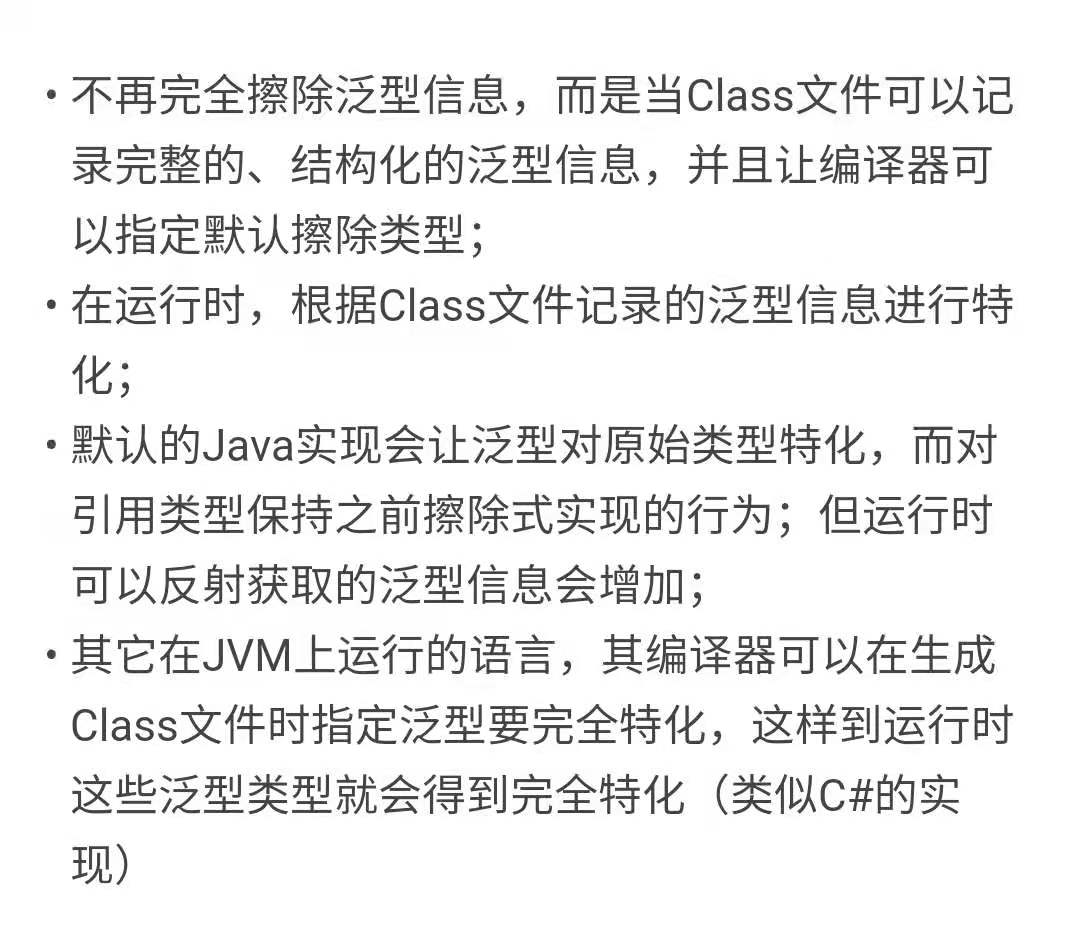 • 不再完全擦除泛型信息，而是当Class文件可以记
录完整的、结构化的泛型信息，并且让编译器可
以指定默认擦除类型；
• 在运行时，根据Class文件记录的泛型信息进行特
化；
• 默认的Java实现会让泛型对原始类型特化，而对
引用类型保持之前擦除式实现的行为；但运行时
可以反射获取的泛型信息会增加；
• 其它在JVM上运行的语言，其编译器可以在生成
Class文件时指定泛型要完全特化，这样到运行时
这些泛型类型就会得到完全特化（类似C#的实
现）